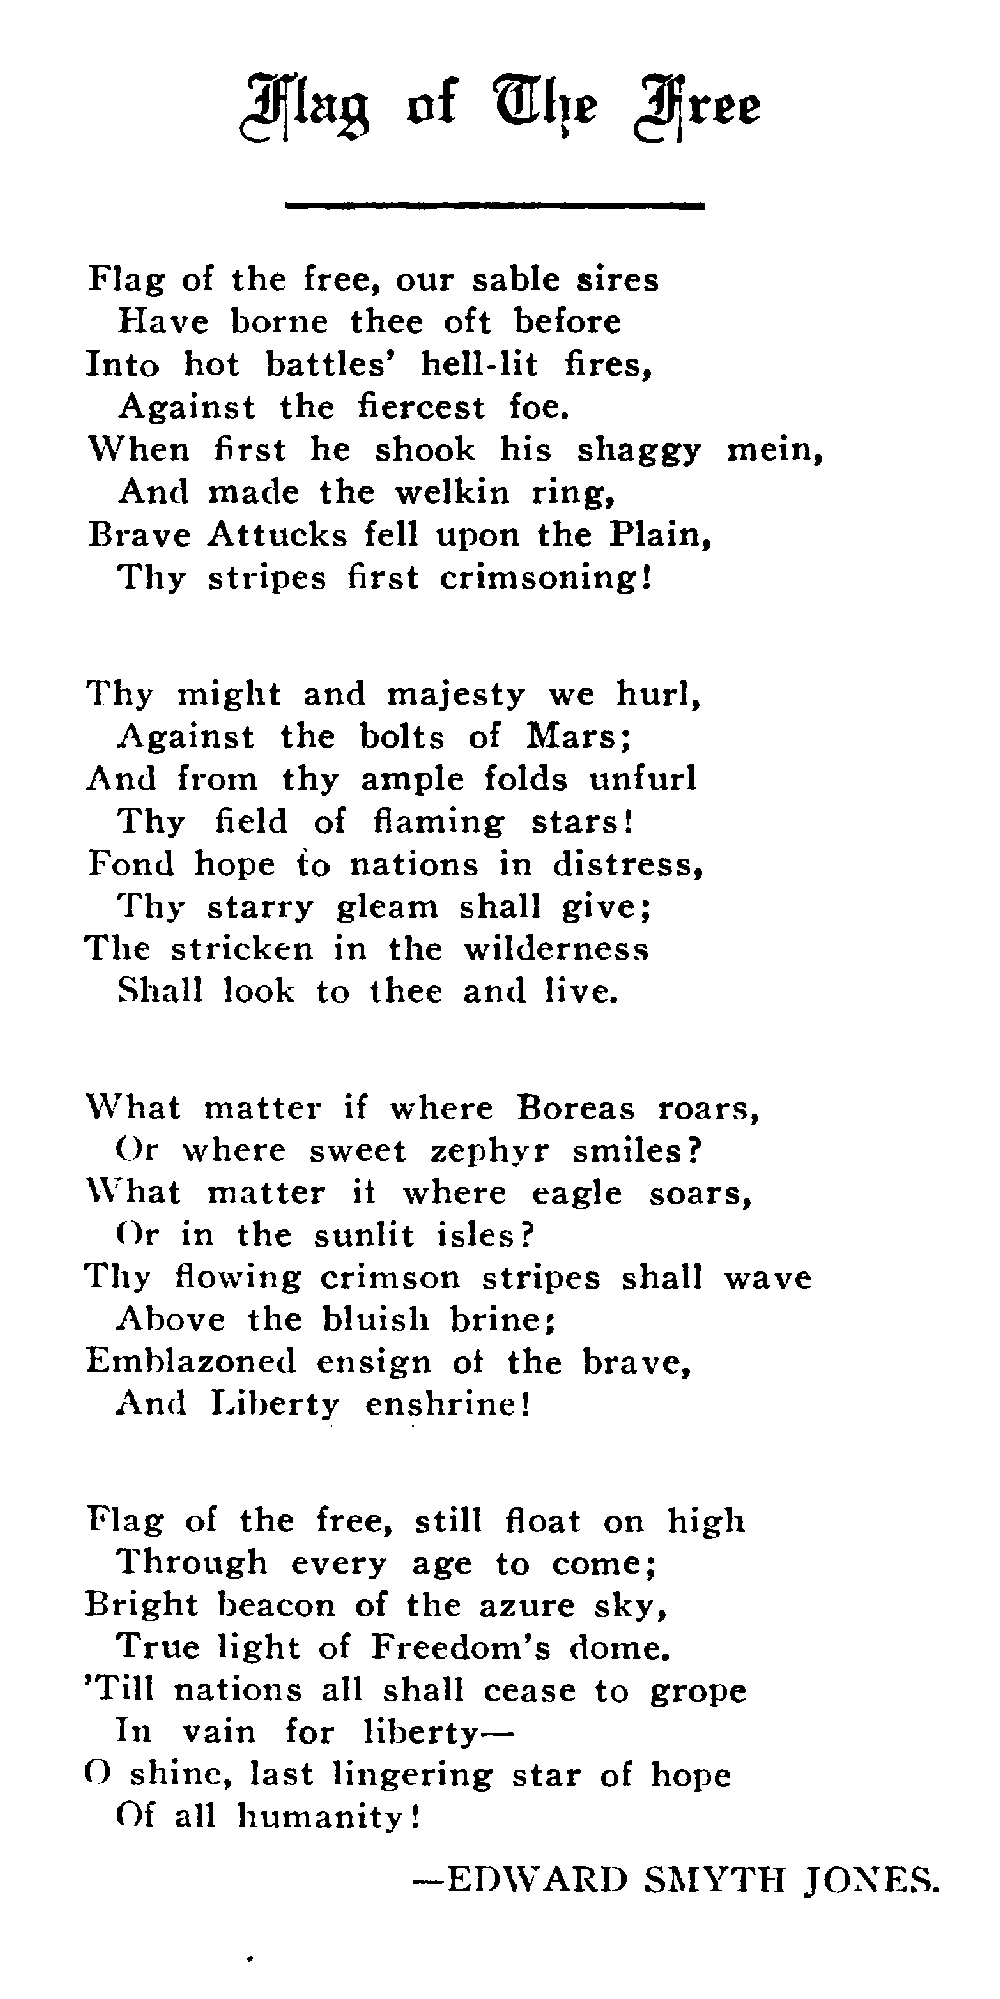 Flag of The Free
Flag of the free, our sable sires
Have borne thee oft before
Into hot battles' hell-lit fires,
Against the fiercest foe.
When first he shook his shaggy mein,
And made the welkin ring,
Brave Attucks fell upon the Plain,
Thy stripes first crimsoning!
Thy might and majesty we hurl,
Against the bolts of Mars;
And from thy ample folds unfurl
Thy field of flaming stars!
Fond hope to nations in distress,
Thy starry gleam shall give;
The stricken in the wilderness
Shall look to thee and live.
What matter if where Boreas roars,
Or where sweet zephyr smiles?
What matter if where eagle soars,
Or in the sunlit isles?
Thy flowing crimson stripes shall wave
Above the bluish brine;
Emblazoned ensign of the brave,
And Liberty enshrine!
Flag of the free, still float on high
Through every age to come;
Bright beacon of the azure sky,
True light of Freedom's dome.
'Till nations all shall cease to grope
In vain for liberty—
O shine, last lingering star of hope
Of all humanity!
—EDWARD SMYTH JONES.